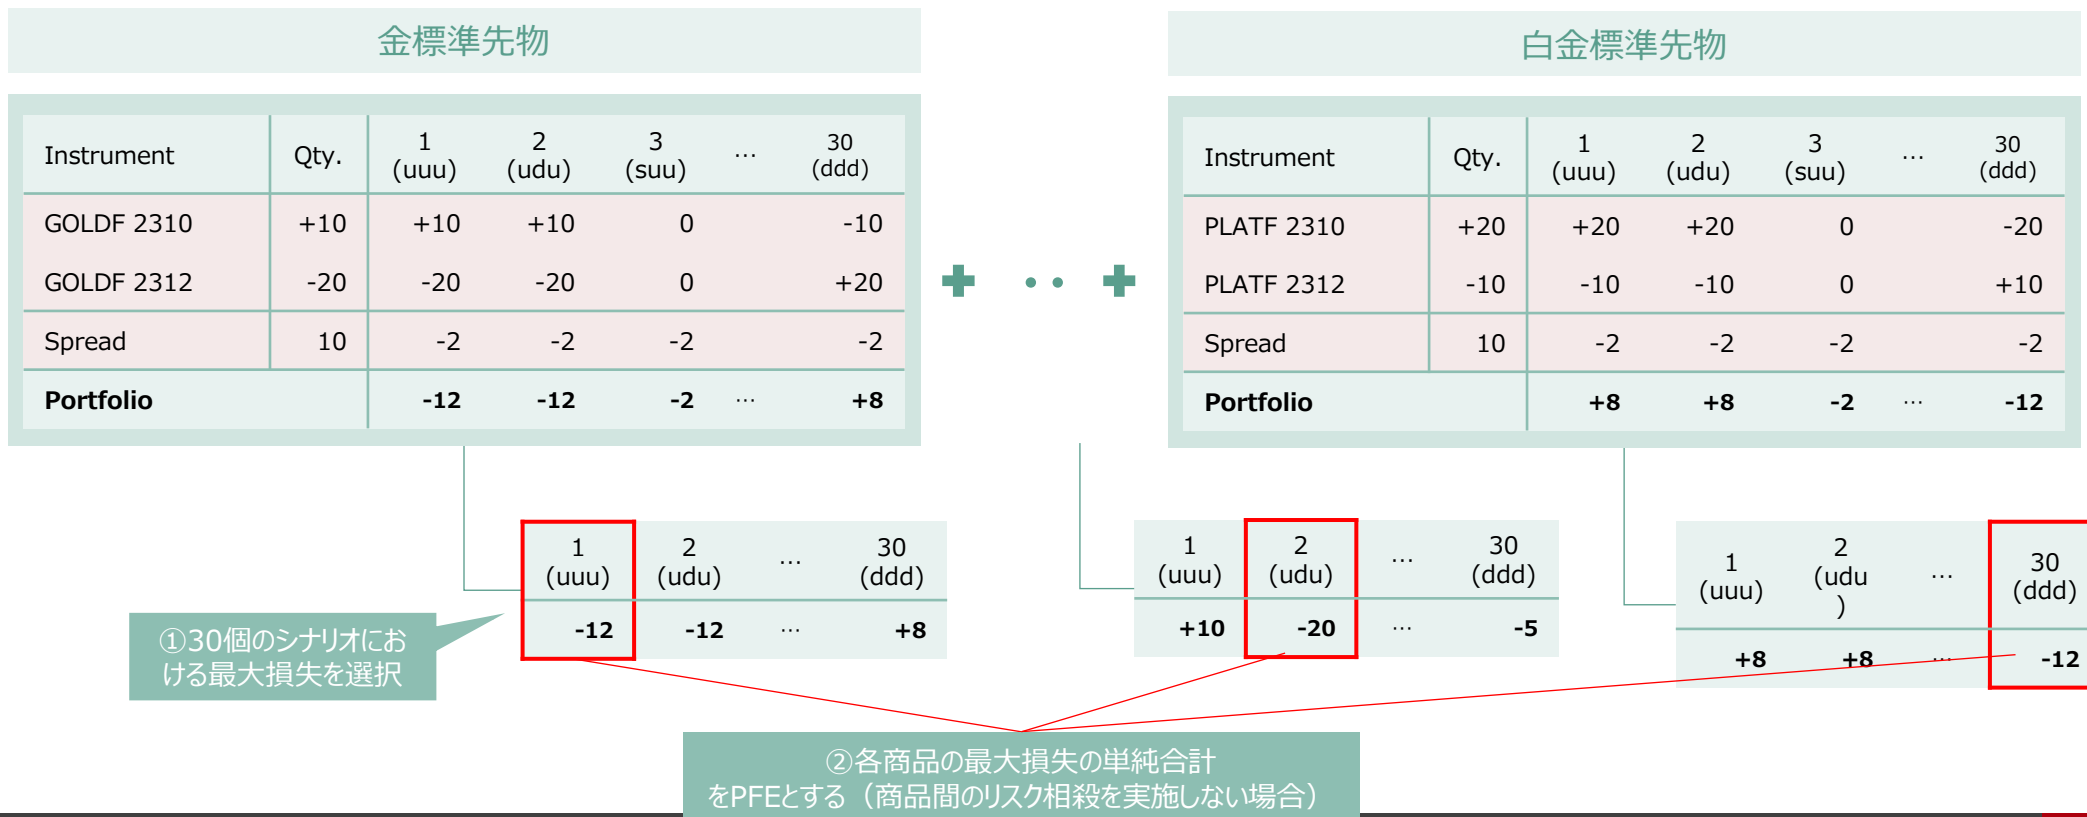 金標準先物
白金標準先物
Instrument Qty. 1 (uuu) 2 (udu) 3 (suu) … 30 (ddd)
GOLDF 2310 +10 +10 +10 0 -10
GOLDF 2312 -20 -20 -20 0 +20
Spread 10 -2 -2 -2 -2
Portfolio -12 -12 -2 … +8
Instrument Qty. 1 (uuu) 2 (udu) 3 (suu) … 30 (ddd)
PLATF 2310 +20 +20 +20 0 -20
PLATF 2312 -10 -10 -10 0 +10
Spread 10 -2 -2 -2 -2
Portfolio +8 +8 -2 … -12
1 (uuu) 2 (udu) … 30 (ddd)
-12 -12 … +8
1 (uuu) 2 (udu) … 30 (ddd)
+10 -20 … -5
1 (uuu) 2 (udu) … 30 (ddd)
+8 +8 … -12
①30個のシナリオにお
ける最大損失を選択
②各商品の最大損失の単純合計
をPFEとする（商品間のリスク相殺を実施しない場合）